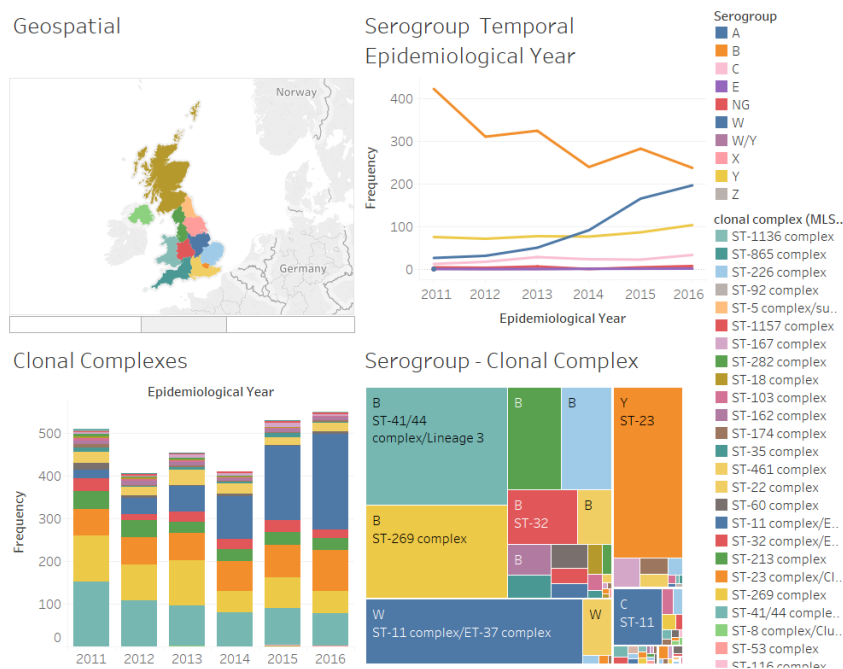 Geospatial
Norway
Germany
Serogroup Temporal
Epidemiological Year
Frequency
400
300
200
100
0
2011 2012 2013 2014 2015 2016
Epidemiological Year
Clonal Complexes
Epidemiological Year
Frequency
500
400
300
200
100
0
2011 2012 2013 2014 2015 2016
Serogroup - Clonal Complex
B
ST-41/44
complex/Lineage 3
B
ST-269 complex
W
ST-11 complex/ET-37 complex
B
B
B
ST-32
B
B
W
Y
ST-23
C
ST-11
Serogroup
A
B
C
E
NG
W
W/Y
X
Y
Z
clonal complex (MLS..
ST-1136 complex
ST-865 complex
ST-226 complex
ST-92 complex
ST-5 complex/su..
ST-1157 complex
ST-167 complex
ST-282 complex
ST-18 complex
ST-103 complex
ST-162 complex
ST-174 complex
ST-35 complex
ST-461 complex
ST-22 complex
ST-60 complex
ST-11 complex/E..
ST-32 complex/E..
ST-213 complex
ST-23 complex/Cl..
ST-269 complex
ST-41/44 comple..
ST-8 complex/Clu..
ST-53 complex
ST-116 complex